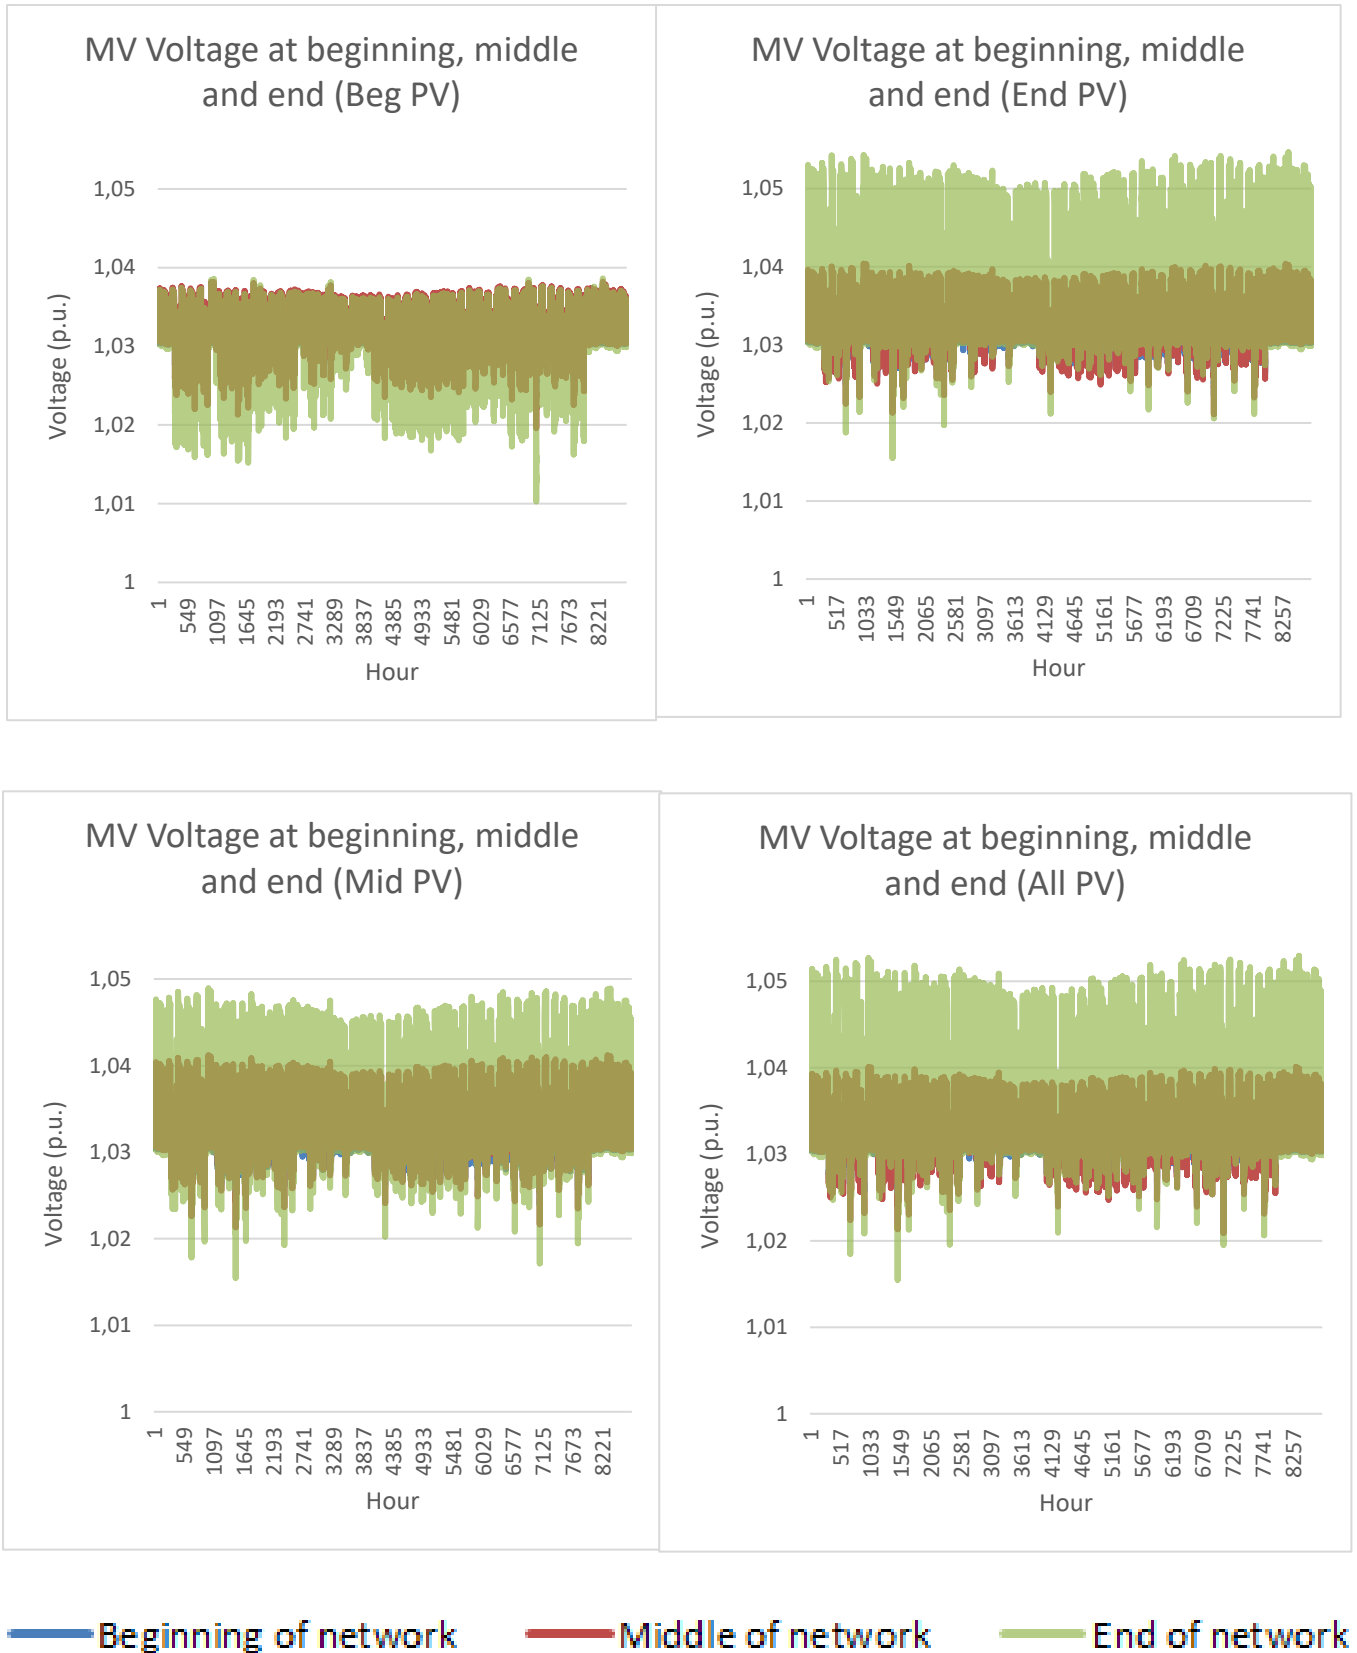 MV Voltage at beginning, middle
and end (Beg PV)
1,05
1,04
1,03
1,02
1,01
1
Voltage (p.u.)
1 549 1097 1645 2193 2741 3289 3837 4385 4933 5481 6029 6577 7125 7673 8221
Hour
MV Voltage at beginning, middle
and end (End PV)
1,05
1,04
1,03
1,02
1,01
1
Voltage (p.u.)
1 517 1033 1549 2065 2581 3097 3613 4129 4645 5161 5677 6193 6709 7225 7741 8257
Hour
MV Voltage at beginning, middle
and end (Mid PV)
1,05
1,04
1,03
1,02
1,01
1
Voltage (p.u.)
1 549 1097 1645 2193 2741 3289 3837 4385 4933 5481 6029 6577 7125 7673 8221
Hour
MV Voltage at beginning, middle
and end (All PV)
1,05
1,04
1,03
1,02
1,01
1
Voltage (p.u.)
1 517 1033 1549 2065 2581 3097 3613 4129 4645 5161 5677 6193 6709 7225 7741 8257
Hour
Beginning of network Middle of network End of network